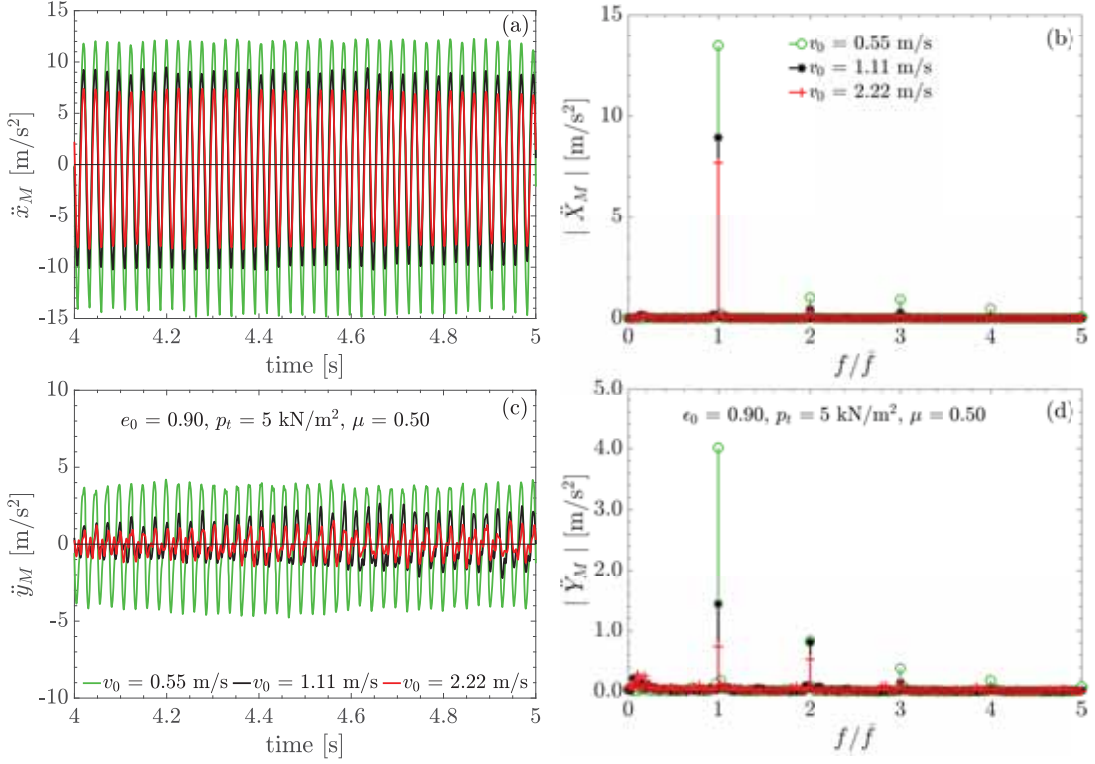 (a)
15
10
5
0
-5
-10
-15
ẍ_M [m/s²]
4 4.2 4.4 4.6 4.8 5
time [s]
(b)
v₀ = 0.55 m/s
v₀ = 1.11 m/s
v₀ = 2.22 m/s
15
10
5
0
| Ẍ_M | [m/s²]
0 1 2 3 4 5
f/f̄
(c)
e₀ = 0.90, pₜ = 5 kN/m², μ = 0.50
10
5
0
-5
-10
ÿ_M [m/s²]
v₀ = 0.55 m/s v₀ = 1.11 m/s v₀ = 2.22 m/s
4 4.2 4.4 4.6 4.8 5
time [s]
(d)
e₀ = 0.90, pₜ = 5 kN/m², μ = 0.50
5.0
4.0
3.0
2.0
1.0
0.0
| Ÿ_M | [m/s²]
0 1 2 3 4 5
f/f̄